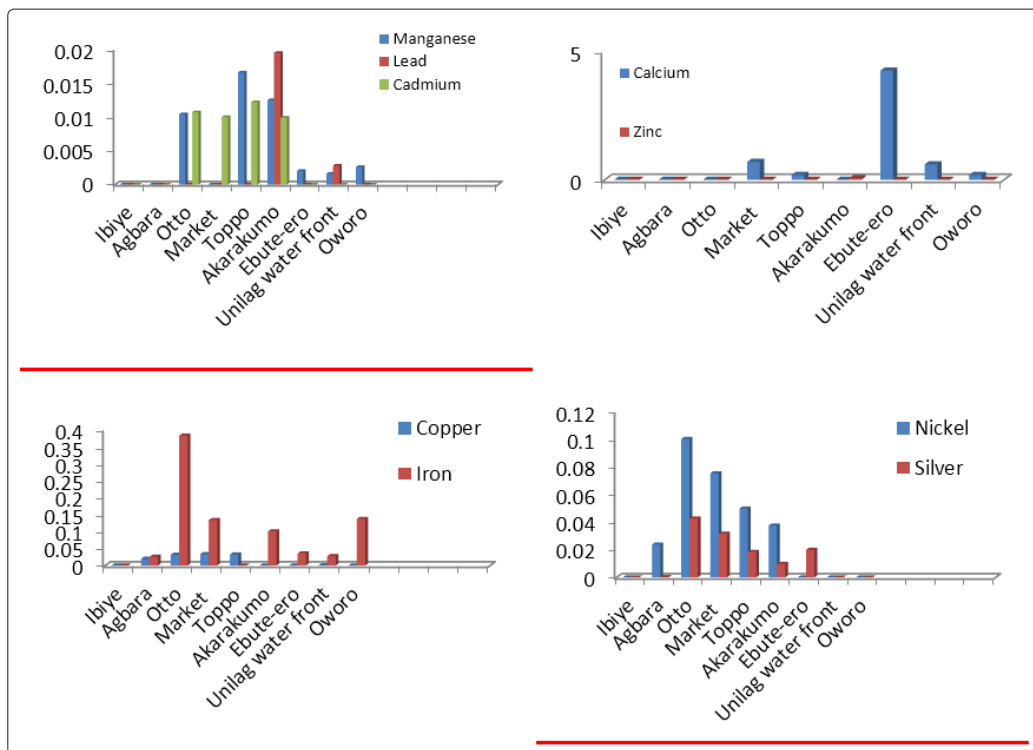 0.02
0.015
0.01
0.005
0
Manganese
Lead
Cadmium
Ibiye
Agbara
Otto
Market
Toppo
Akarakumo
Ebute-ero
Unilag water front
Oworo
5
0
Calcium
Zinc
Ibiye
Agbara
Otto
Market
Toppo
Akarakumo
Ebute-ero
Unilag water front
Oworo
0.4
0.35
0.3
0.25
0.2
0.15
0.1
0.05
0
Copper
Iron
Ibiye
Agbara
Otto
Market
Toppo
Akarakumo
Ebute-ero
Unilag water front
Oworo
0.12
0.1
0.08
0.06
0.04
0.02
0
Nickel
Silver
Ibiye
Agbara
Otto
Market
Toppo
Akarakumo
Ebute-ero
Unilag water front
Oworo